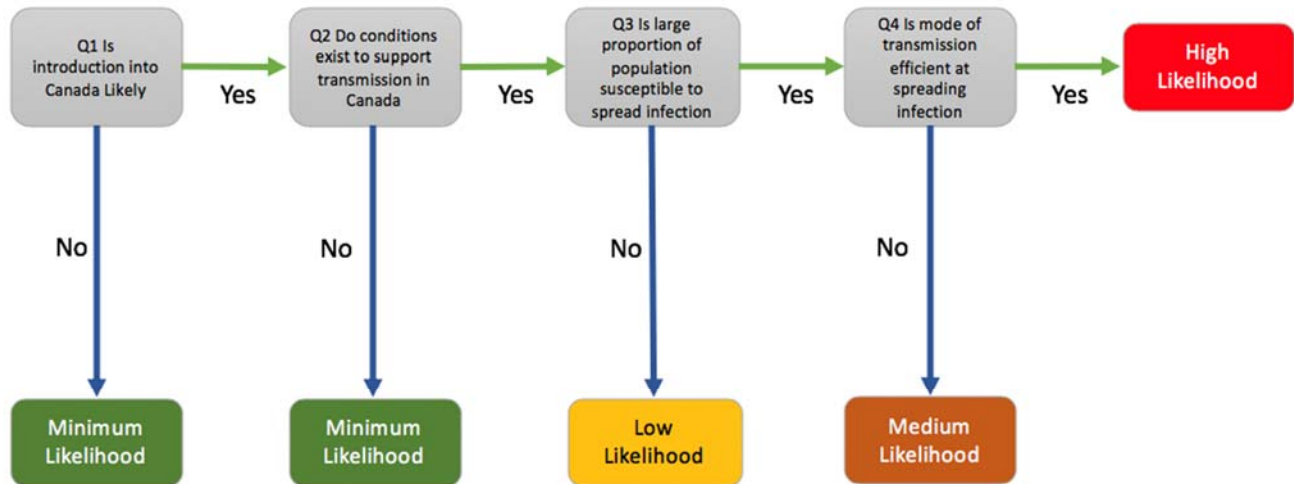 Q1 Is
introduction into
Canada Likely
Yes
Q2 Do conditions
exist to support
transmission in
Canada
Yes
Q3 Is large
proportion of
population
susceptible to
spread infection
Yes
Q4 Is mode of
transmission
efficient at
spreading
infection
Yes
High
Likelihood
No
No
No
No
Minimum
Likelihood
Minimum
Likelihood
Low
Likelihood
Medium
Likelihood